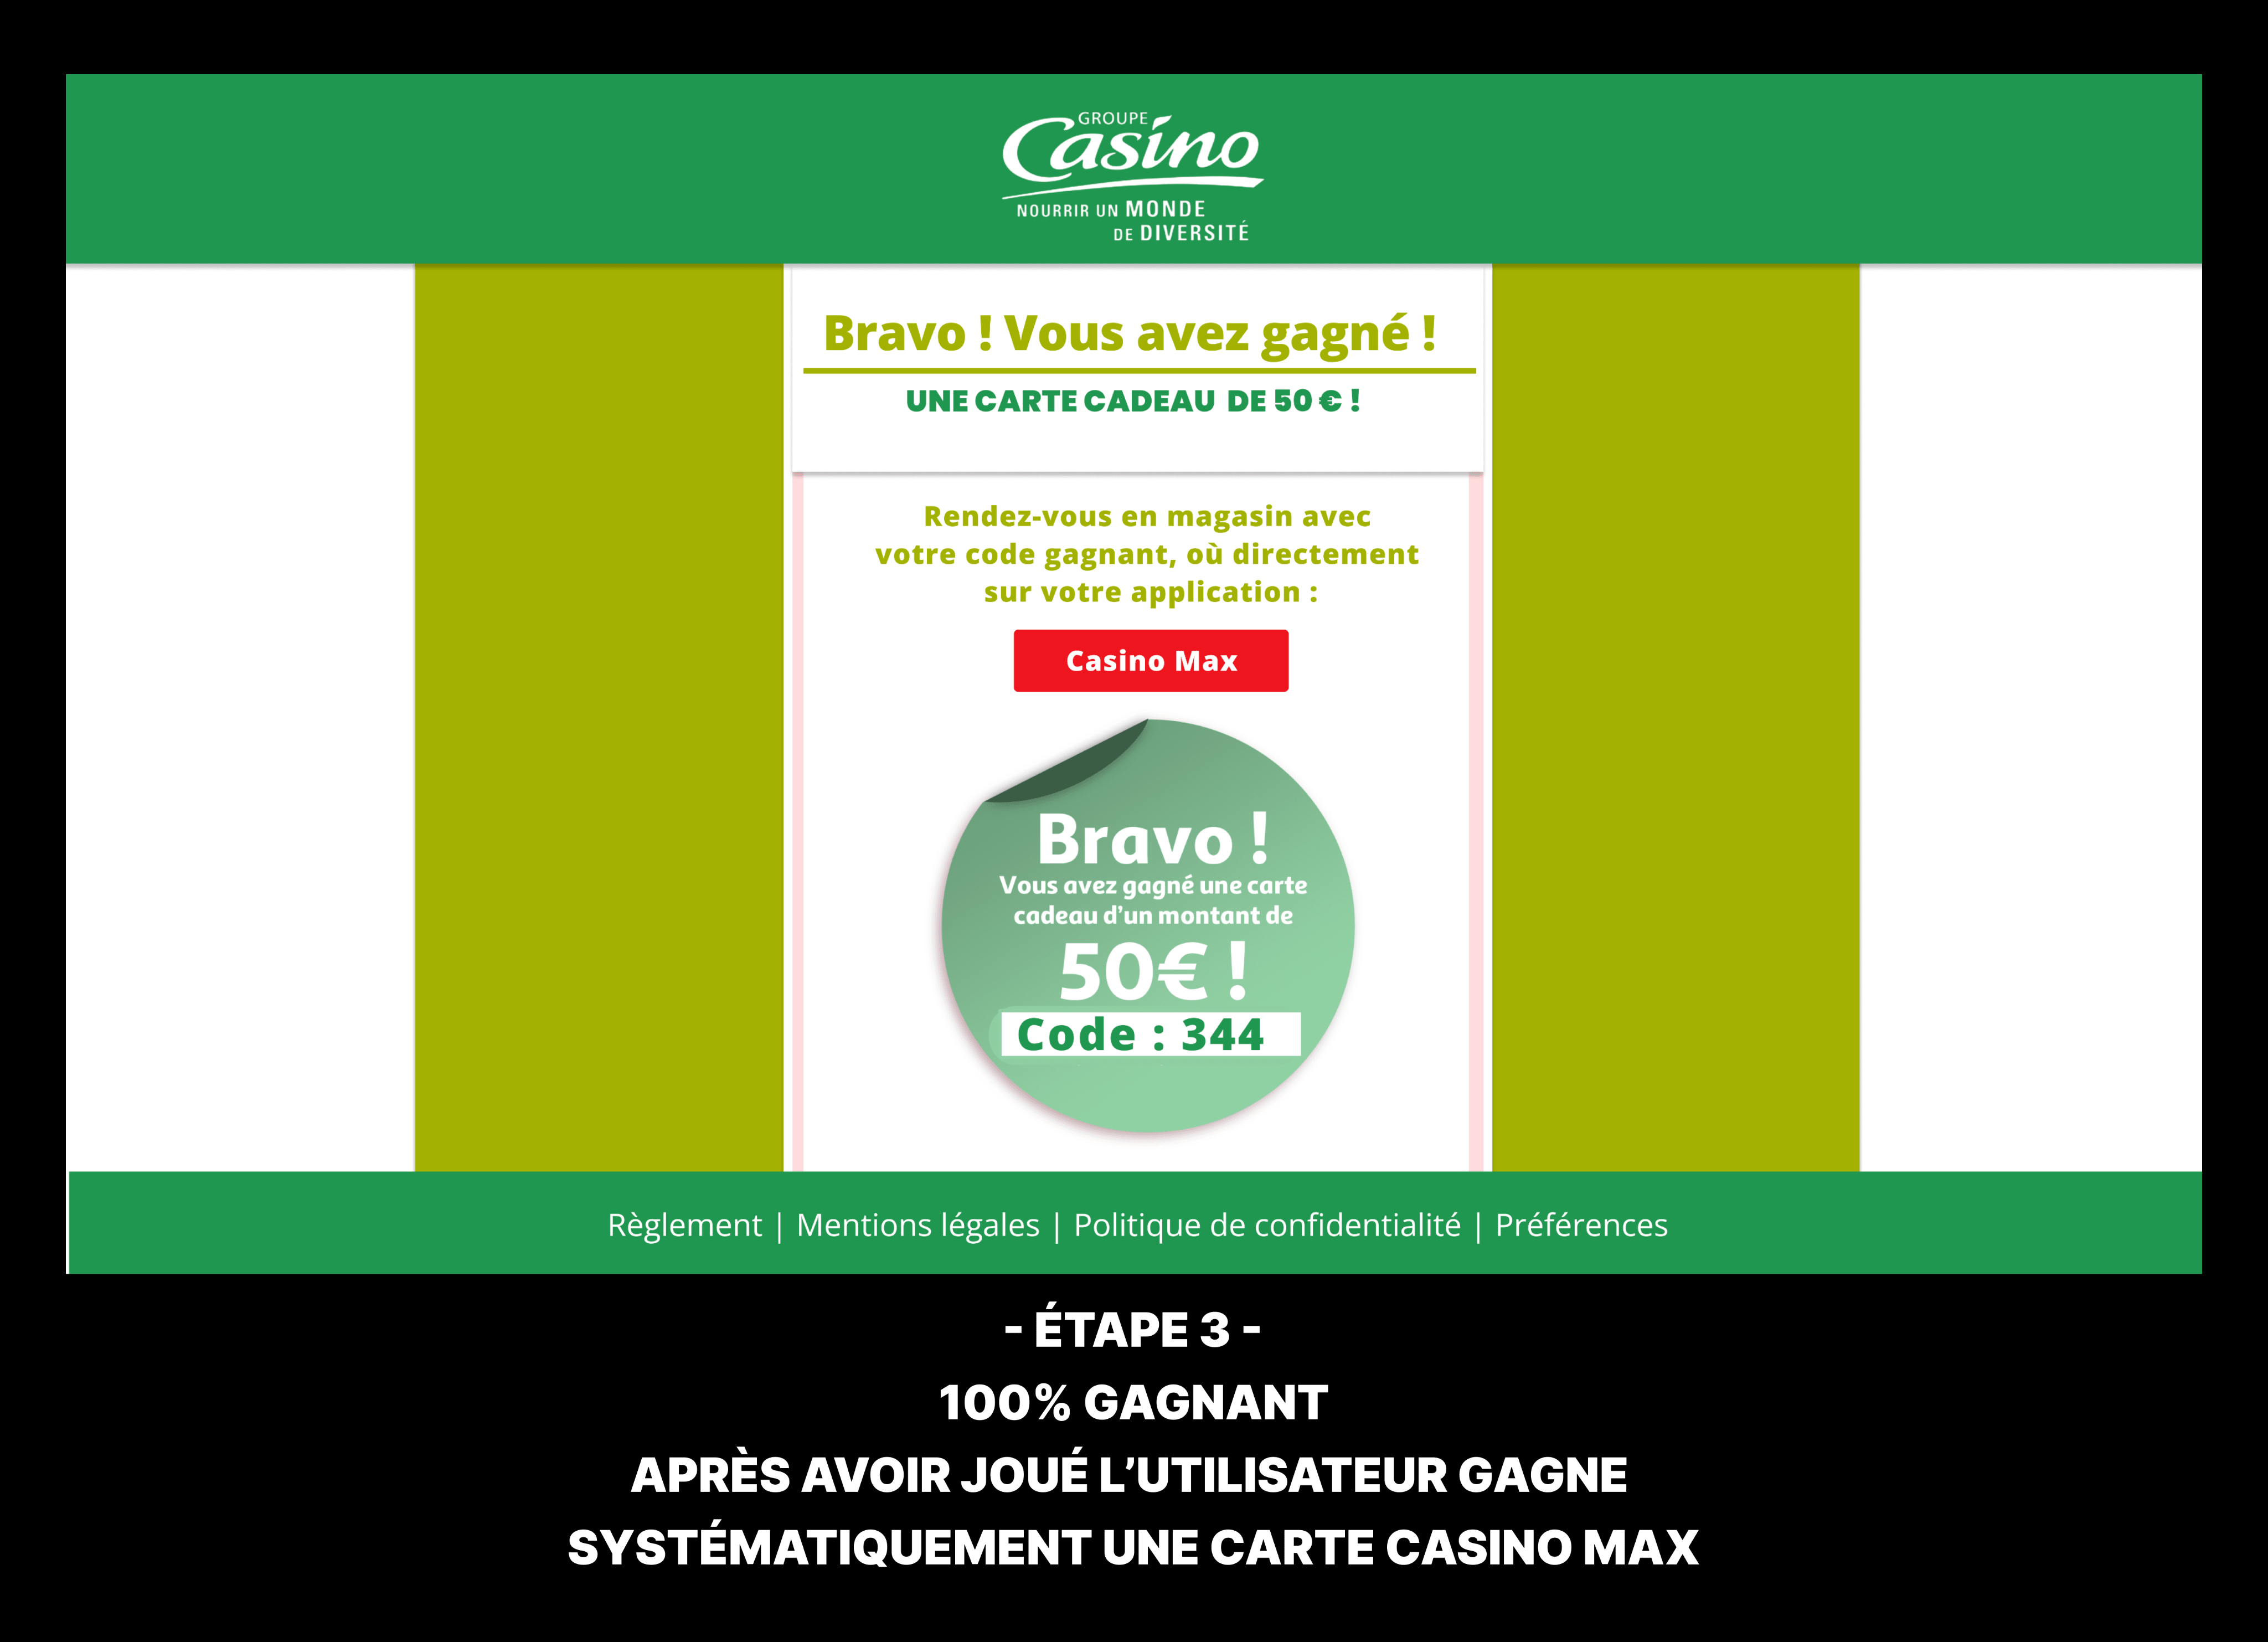 GROUPE
Casino
NOURRIR UN MONDE
DE DIVERSITÉ
Bravo ! Vous avez gagné !
UNE CARTE CADEAU DE 50 € !
Rendez-vous en magasin avec
votre code gagnant, où directement
sur votre application :
Casino Max
Bravo !
Vous avez gagné une carte
cadeau d’un montant de
50€ !
Code : 344
Règlement | Mentions légales | Politique de confidentialité | Préférences
- ÉTAPE 3 -
100% GAGNANT
APRÈS AVOIR JOUÉ L’UTILISATEUR GAGNE
SYSTÉMATIQUEMENT UNE CARTE CASINO MAX